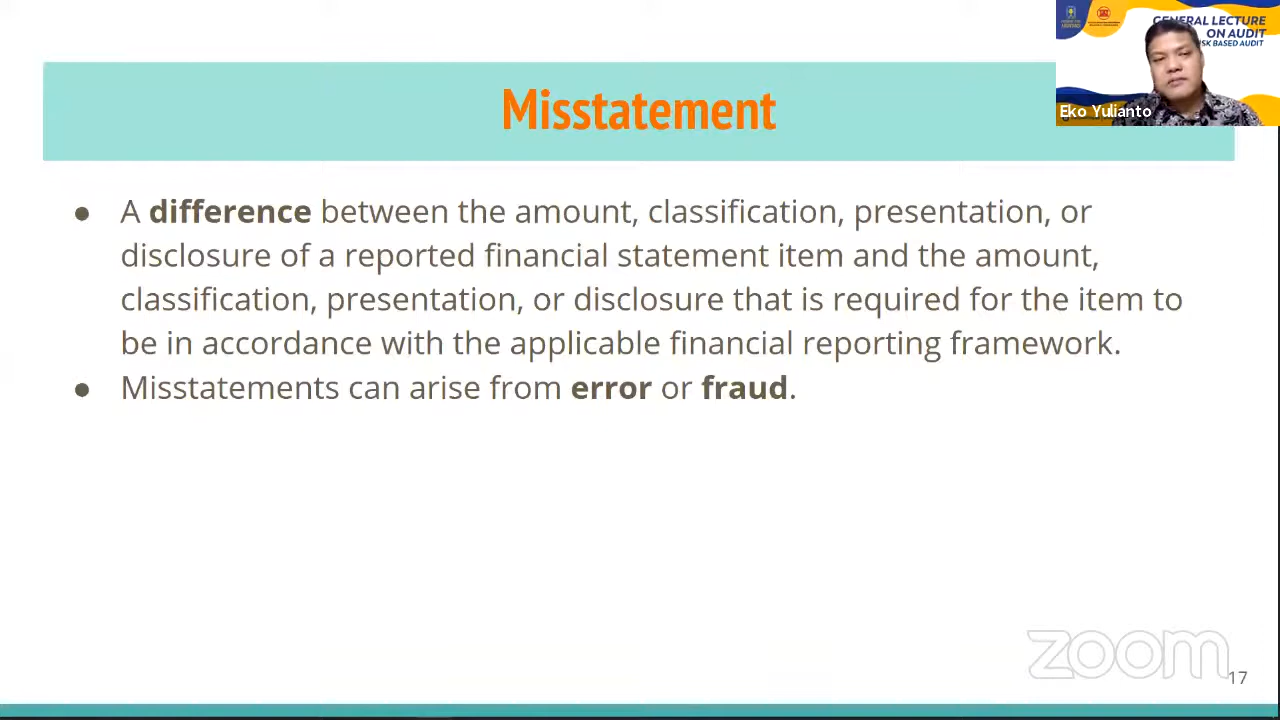 GENERAL LECTURE
ON AUDIT
RISK BASED AUDIT
Eko Yulianto
Misstatement
● A difference between the amount, classification, presentation, or
disclosure of a reported financial statement item and the amount,
classification, presentation, or disclosure that is required for the item to
be in accordance with the applicable financial reporting framework.
● Misstatements can arise from error or fraud.
zoom
17